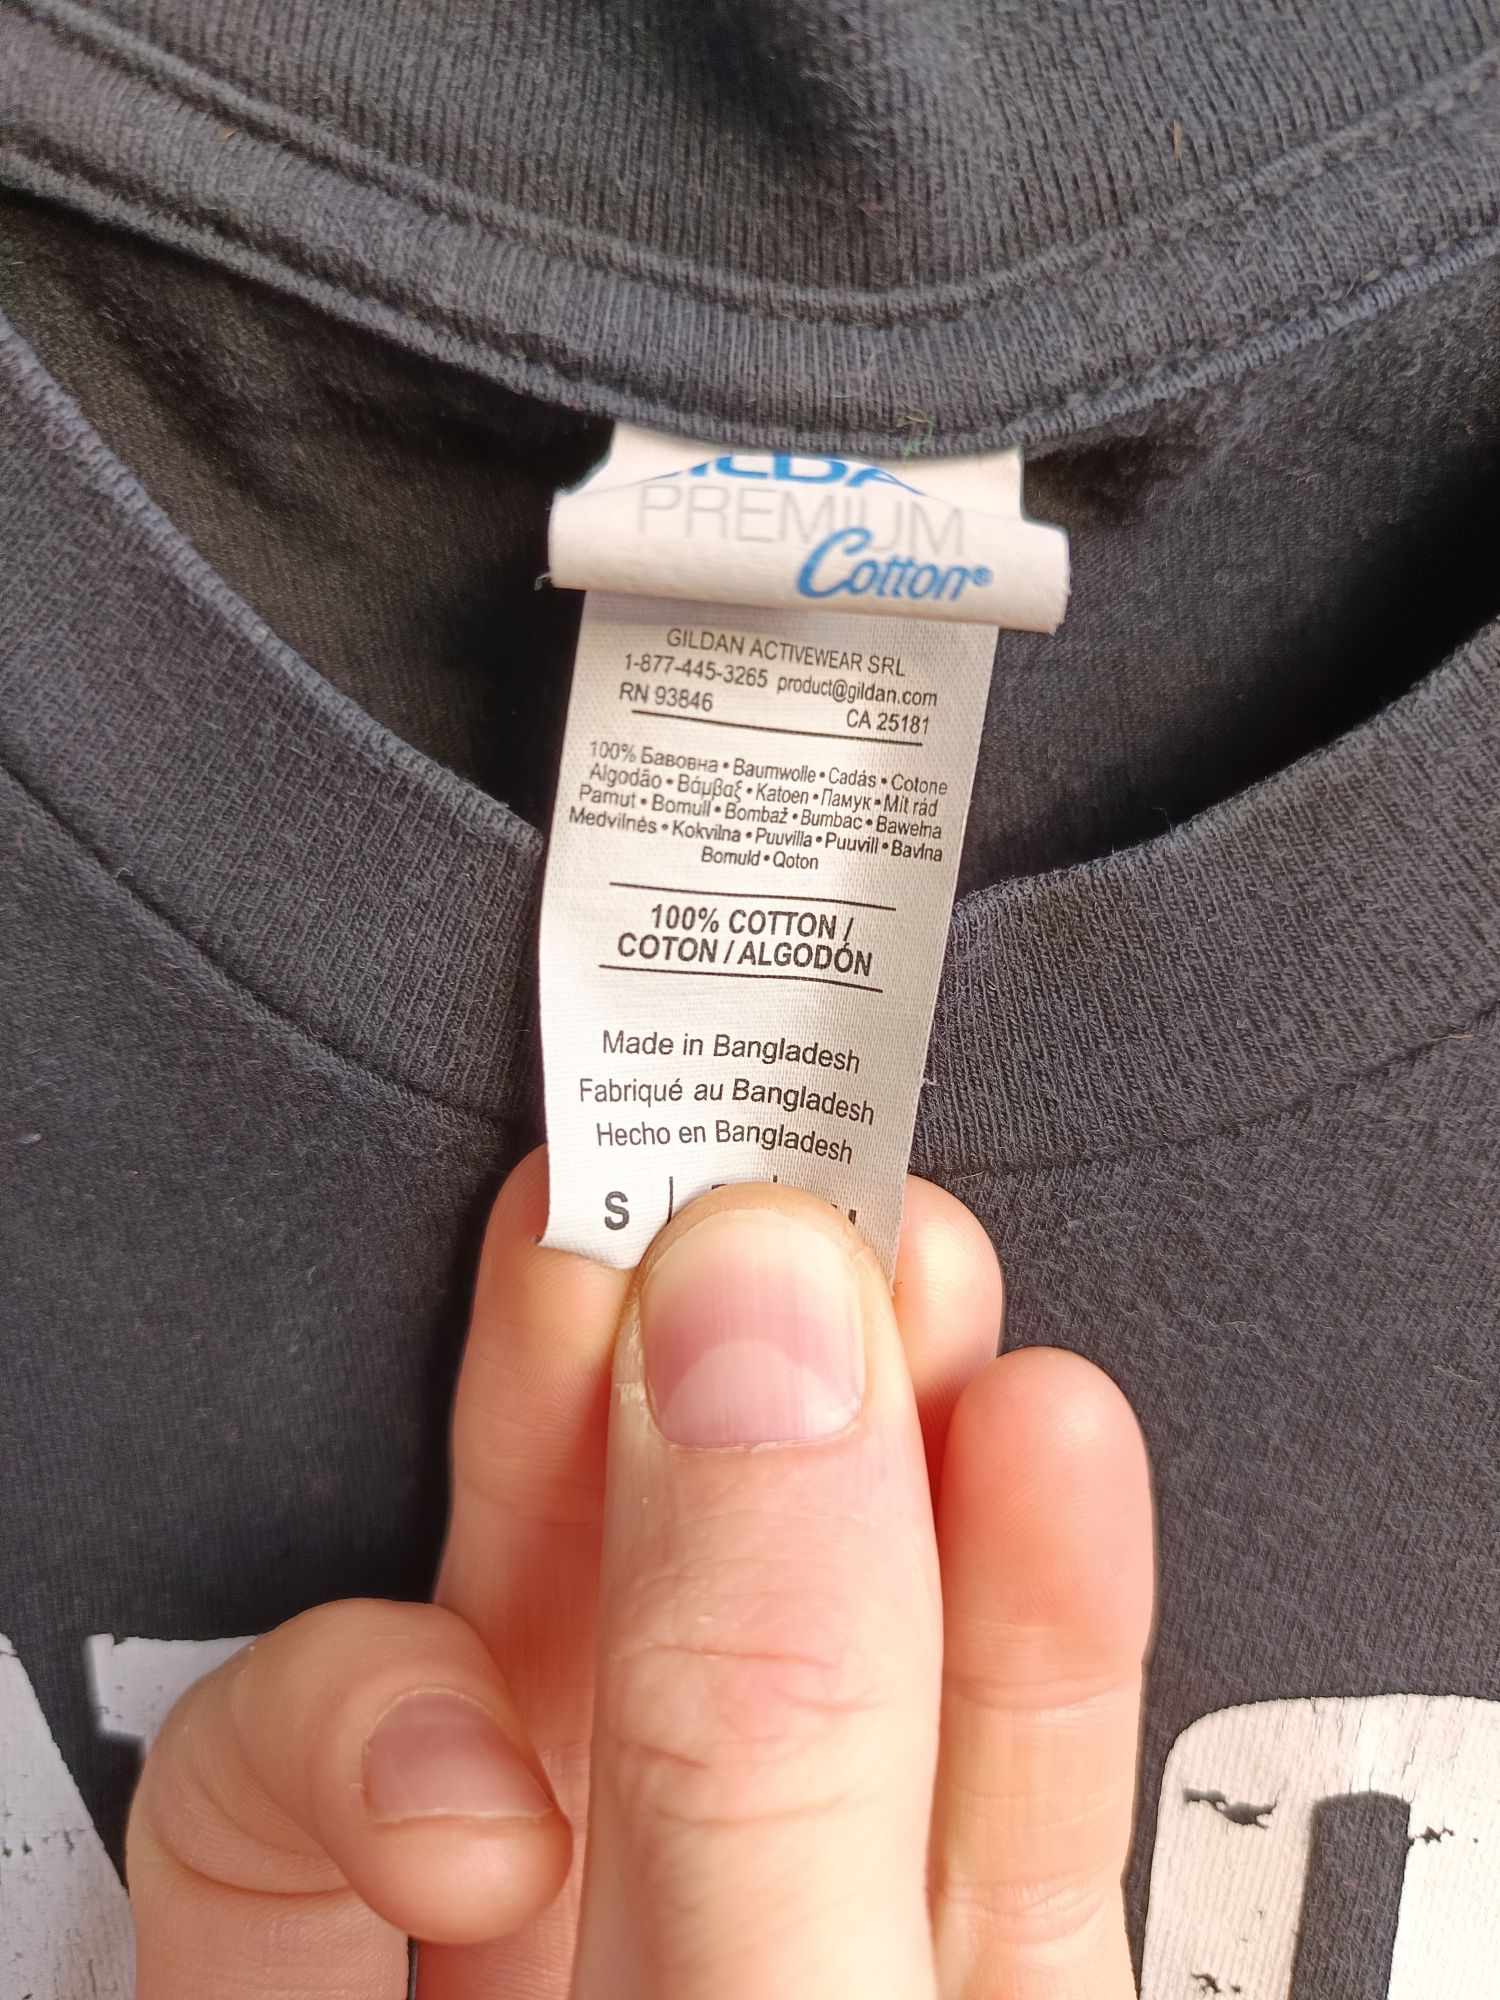 PREMIUM
Cotton®
GILDAN ACTIVEWEAR SRL
1-877-445-3265 product@gildan.com
RN 93846 CA 25181
100% Бавовна • Baumwolle • Cadás • Cotone
Algodão • Βάμβαξ • Katoen • Памук • Mit rád
Pamut • Bomull • Bombaž • Bumbac • Bawełna
Medvilnės • Kokvilna • Puuvilla • Puuvill • Bavlna
Bomuld • Qoton
100% COTTON /
COTON / ALGODÓN
Made in Bangladesh
Fabriqué au Bangladesh
Hecho en Bangladesh
S